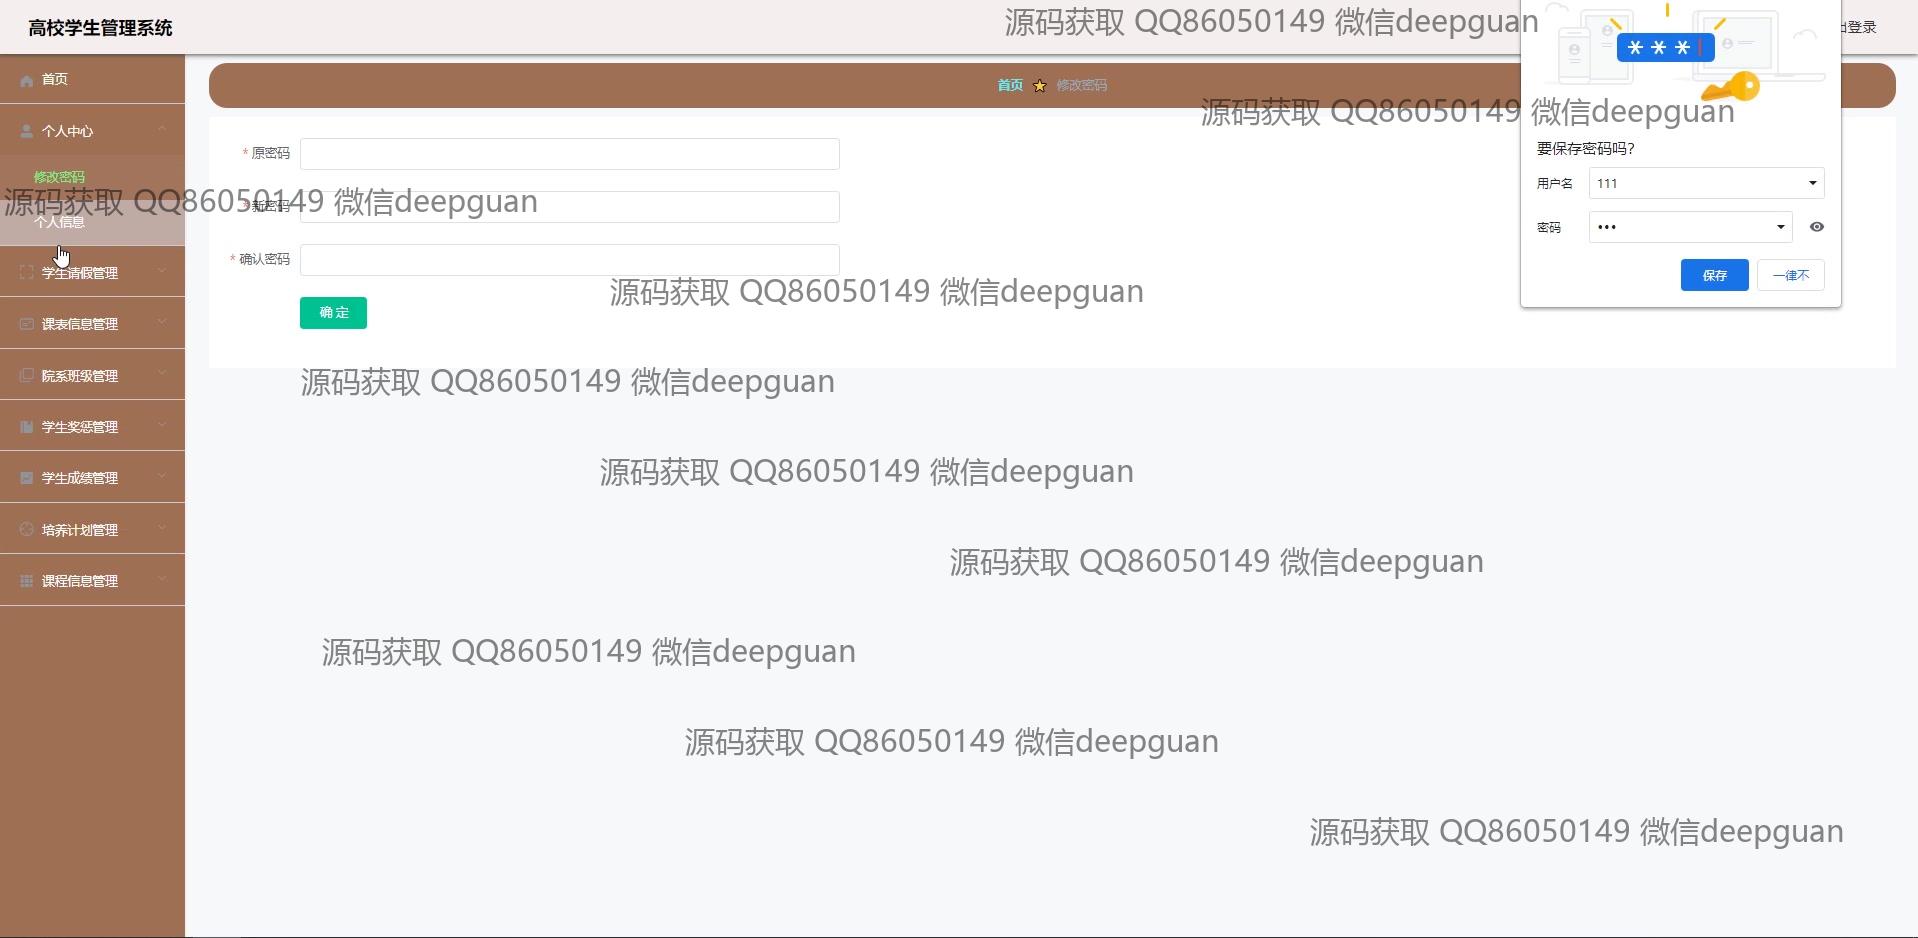 高校学生管理系统
源码获取 QQ86050149 微信deepguan
出登录
首页
首页 修改密码
源码获取 QQ86050149 微信deepguan
个人中心
* 原密码
要保存密码吗?
修改密码
用户名 111
源码获取 QQ86050149 微信deepguan
* 新密码
个人信息
密码 •••
* 确认密码
学生请假管理
保存 一律不
源码获取 QQ86050149 微信deepguan
确 定
课表信息管理
院系班级管理
源码获取 QQ86050149 微信deepguan
学生奖惩管理
学生成绩管理
源码获取 QQ86050149 微信deepguan
培养计划管理
源码获取 QQ86050149 微信deepguan
课程信息管理
源码获取 QQ86050149 微信deepguan
源码获取 QQ86050149 微信deepguan
源码获取 QQ86050149 微信deepguan